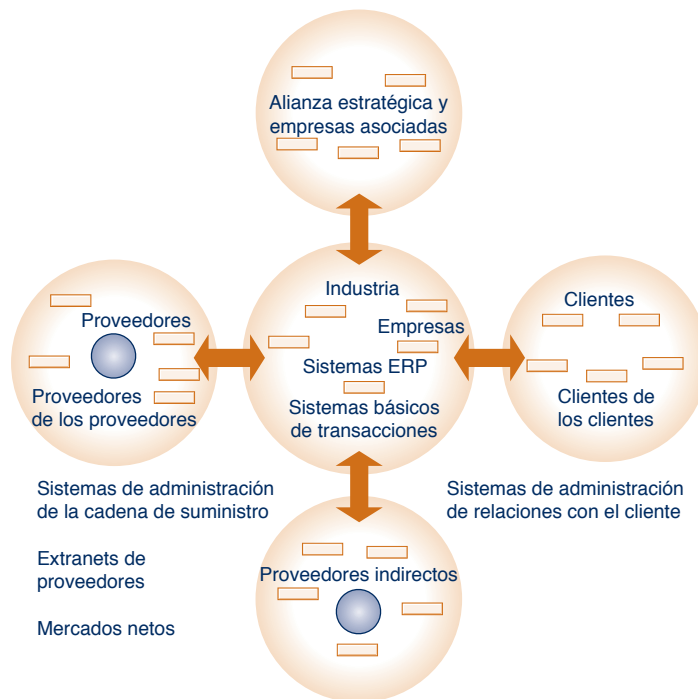 Alianza estratégica y
empresas asociadas
Industria
Empresas
Sistemas ERP
Sistemas básicos
de transacciones
Proveedores
Proveedores
de los proveedores
Clientes
Clientes de
los clientes
Sistemas de administración
de la cadena de suministro
Extranets de
proveedores
Mercados netos
Sistemas de administración
de relaciones con el cliente
Proveedores indirectos